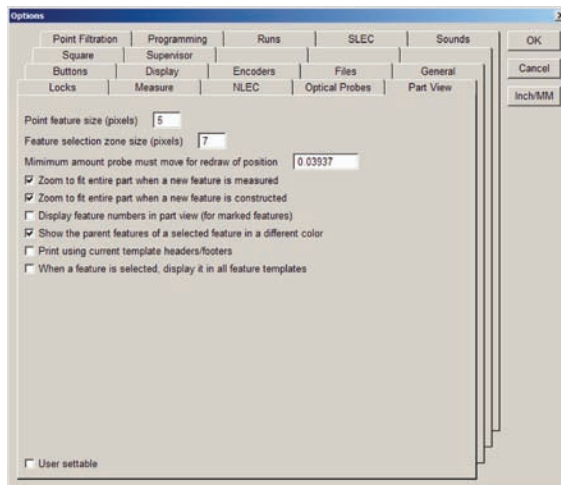 Options
Point Filtration Programming Runs SLEC Sounds
Square Supervisor
Buttons Display Encoders Files General
Locks Measure NLEC Optical Probes Part View
OK
Cancel
Inch/MM
Point feature size (pixels) 5
Feature selection zone size (pixels) 7
Minimum amount probe must move for redraw of position 0.03937
Zoom to fit entire part when a new feature is measured
Zoom to fit entire part when a new feature is constructed
Display feature numbers in part view (for marked features)
Show the parent features of a selected feature in a different color
Print using current template headers/footers
When a feature is selected, display it in all feature templates
User settable